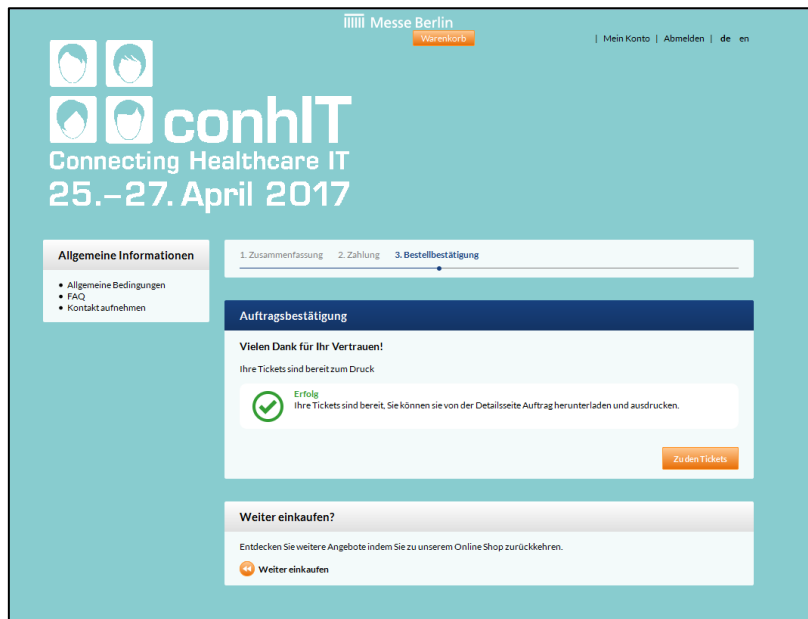 Messe Berlin
Warenkorb
| Mein Konto | Abmelden | de en
conhIT
Connecting Healthcare IT
25.–27. April 2017
Allgemeine Informationen
• Allgemeine Bedingungen
• FAQ
• Kontakt aufnehmen
1. Zusammenfassung 2. Zahlung 3. Bestellbestätigung
Auftragsbestätigung
Vielen Dank für Ihr Vertrauen!
Ihre Tickets sind bereit zum Druck
Erfolg
Ihre Tickets sind bereit, Sie können sie von der Detailsseite Auftrag herunterladen und ausdrucken.
Zu den Tickets
Weiter einkaufen?
Entdecken Sie weitere Angebote indem Sie zu unserem Online Shop zurückkehren.
Weiter einkaufen